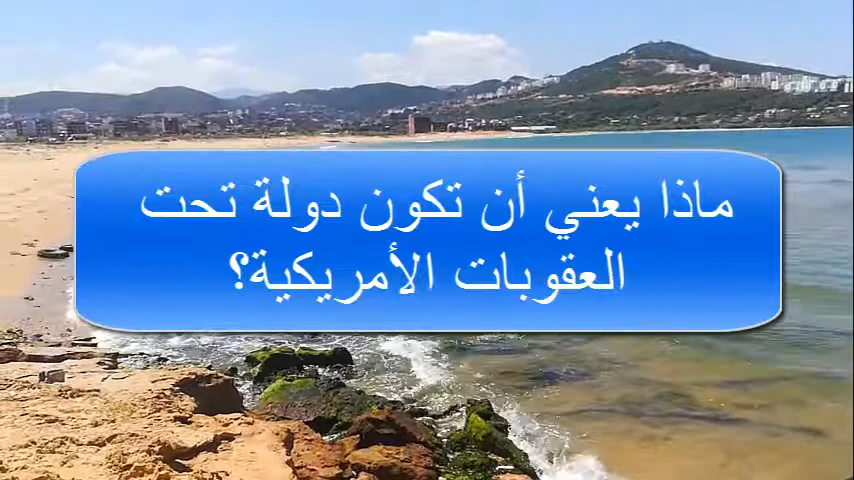 ماذا يعني أن تكون دولة تحت
العقوبات الأمريكية؟